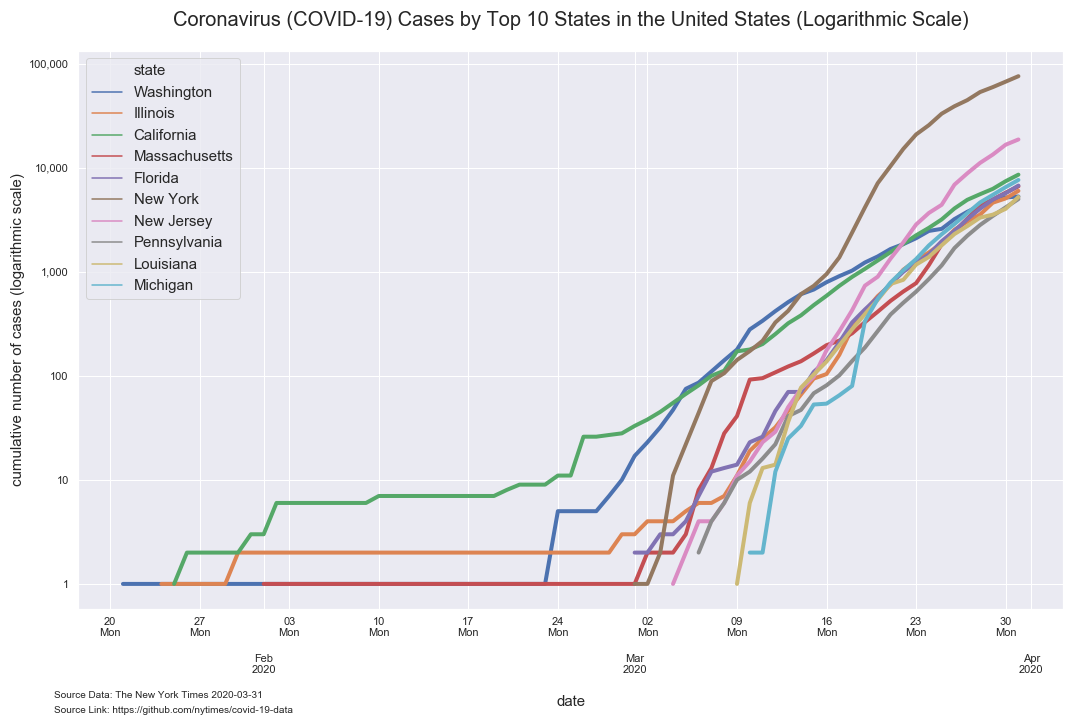 Coronavirus (COVID-19) Cases by Top 10 States in the United States (Logarithmic Scale)
cumulative number of cases (logarithmic scale)
100,000
10,000
1,000
100
10
1
state
Washington
Illinois
California
Massachusetts
Florida
New York
New Jersey
Pennsylvania
Louisiana
Michigan
20 27 03 10 17 24 02 09 16 23 30
Mon Mon Mon Mon Mon Mon Mon Mon Mon Mon Mon
Feb Mar Apr
2020 2020 2020
date
Source Data: The New York Times 2020-03-31
Source Link: https://github.com/nytimes/covid-19-data